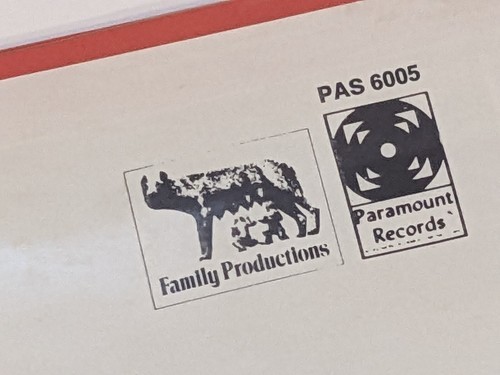 PAS 6005
Paramount
Records
Family Productions